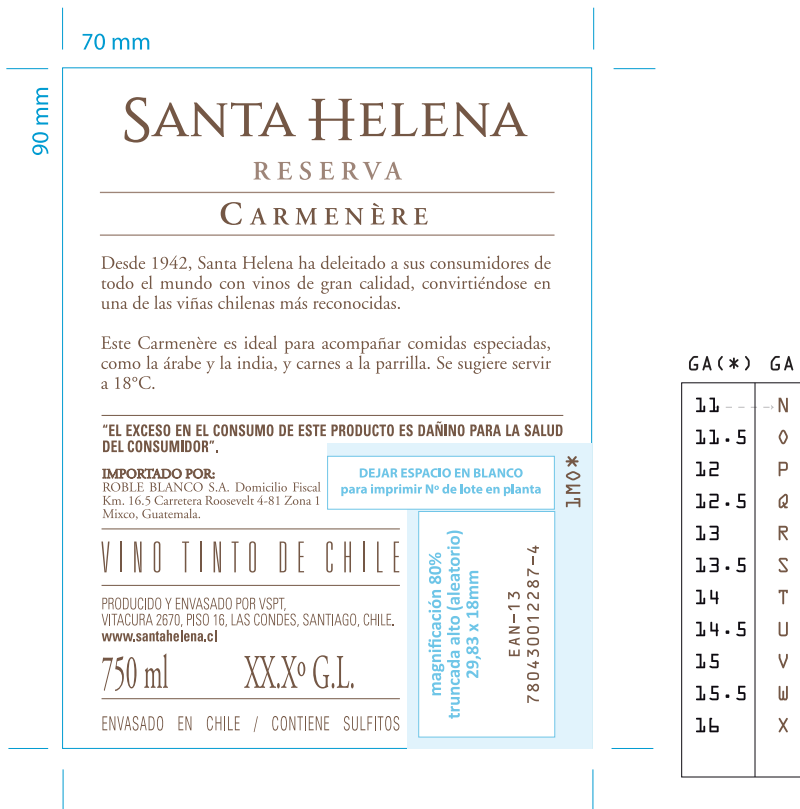 70 mm
90 mm
SANTA HELENA
RESERVA
CARMENÈRE
Desde 1942, Santa Helena ha deleitado a sus consumidores de
todo el mundo con vinos de gran calidad, convirtiéndose en
una de las viñas chilenas más reconocidas.
Este Carmenère es ideal para acompañar comidas especiadas,
como la árabe y la india, y carnes a la parrilla. Se sugiere servir
a 18°C.
“EL EXCESO EN EL CONSUMO DE ESTE PRODUCTO ES DAÑINO PARA LA SALUD
DEL CONSUMIDOR”.
IMPORTADO POR:
ROBLE BLANCO S.A. Domicilio Fiscal
Km. 16.5 Carretera Roosevelt 4-81 Zona 1
Mixco, Guatemala.
DEJAR ESPACIO EN BLANCO
para imprimir Nº de lote en planta
1MO*
VINO TINTO DE CHILE
PRODUCIDO Y ENVASADO POR VSPT,
VITACURA 2670, PISO 16, LAS CONDES, SANTIAGO, CHILE.
www.santahelena.cl
750 ml XX.Xº G.L.
ENVASADO EN CHILE / CONTIENE SULFITOS
magnificación 80%
truncada alto (aleatorio)
29,83 x 18mm
EAN-13
780430012287-4
GA(*) GA
11 N
11.5 O
12 P
12.5 Q
13 R
13.5 S
14 T
14.5 U
15 V
15.5 W
16 X